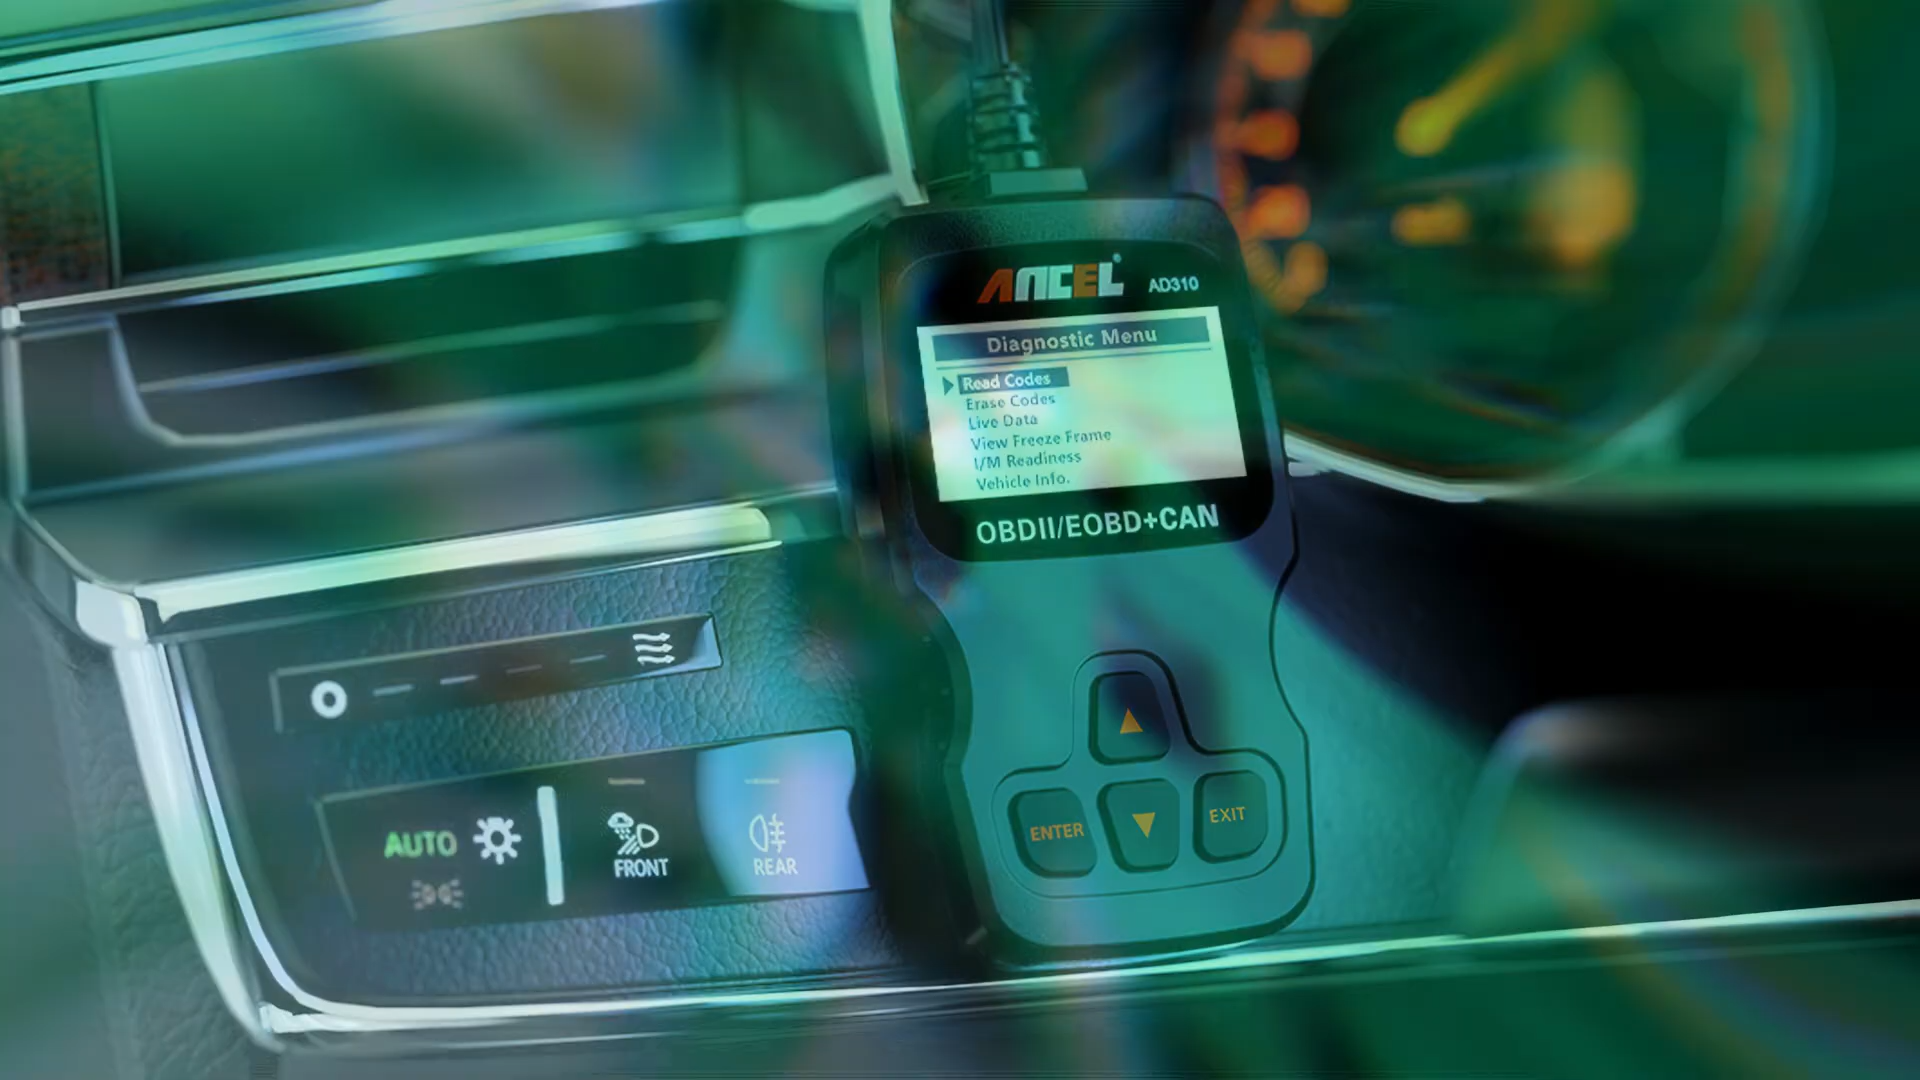 ANCEL AD310
Diagnostic Menu
Read Codes
Erase Codes
Live Data
View Freeze Frame
I/M Readiness
Vehicle Info.
OBDII/EOBD+CAN
ENTER
EXIT
AUTO
FRONT
REAR